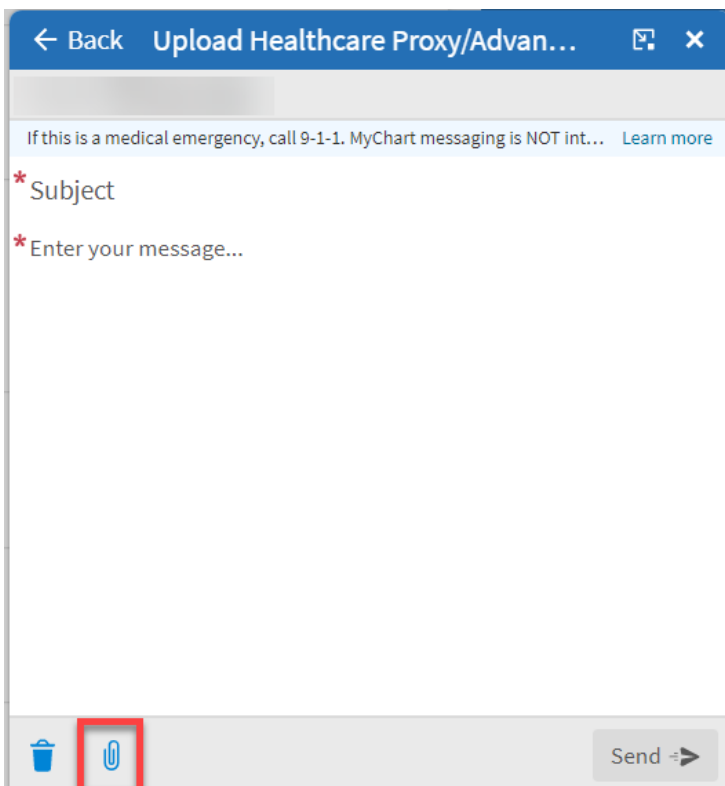 ← Back Upload Healthcare Proxy/Advan...
If this is a medical emergency, call 9-1-1. MyChart messaging is NOT int... Learn more
* Subject
* Enter your message...
Send